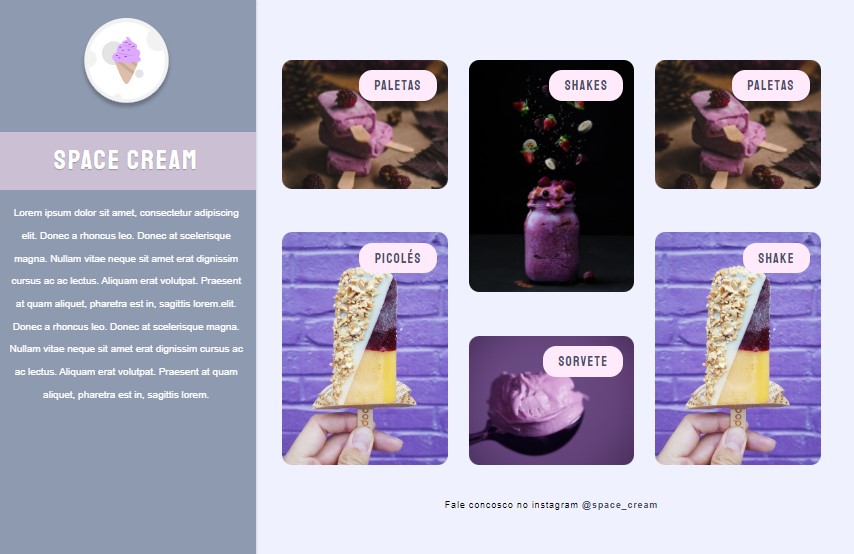 SPACE CREAM
Lorem ipsum dolor sit amet, consectetur adipiscing
elit. Donec a rhoncus leo. Donec at scelerisque
magna. Nullam vitae neque sit amet erat dignissim
cursus ac ac lectus. Aliquam erat volutpat. Praesent
at quam aliquet, pharetra est in, sagittis lorem.elit.
Donec a rhoncus leo. Donec at scelerisque magna.
Nullam vitae neque sit amet erat dignissim cursus ac
ac lectus. Aliquam erat volutpat. Praesent at quam
aliquet, pharetra est in, sagittis lorem.
PALETAS
SHAKES
PALETAS
PICOLÉS
SHAKE
SORVETE
Fale concosco no instagram @space_cream